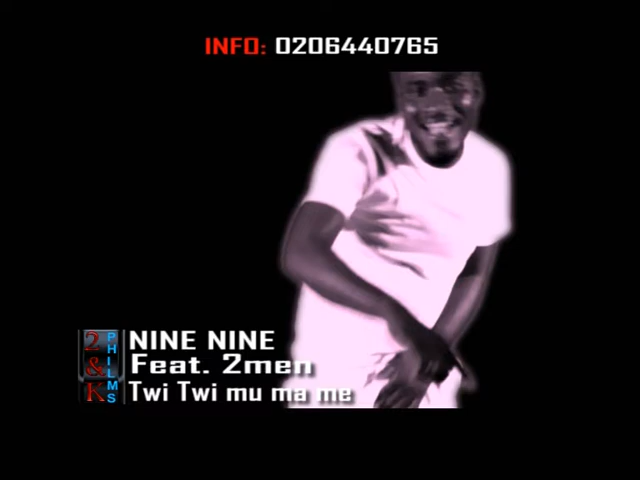 INFO: 0206440765
NINE NINE
Feat. 2men
Twi Twi mu ma me
2
&
K
PHILMS